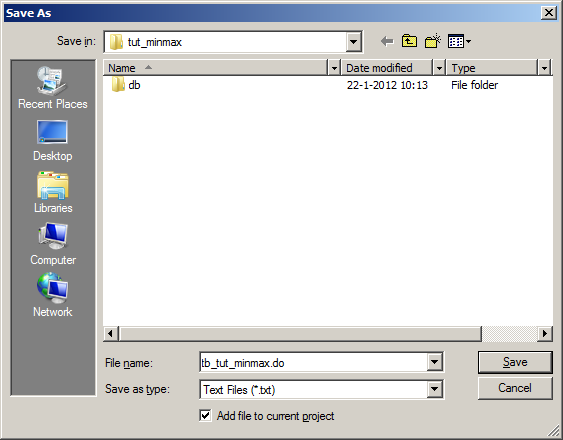 Save As
Save in: tut_minmax
Name Date modified Type
db 22-1-2012 10:13 File folder
Recent Places
Desktop
Libraries
Computer
Network
File name: tb_tut_minmax.do Save
Save as type: Text Files (*.txt) Cancel
Add file to current project